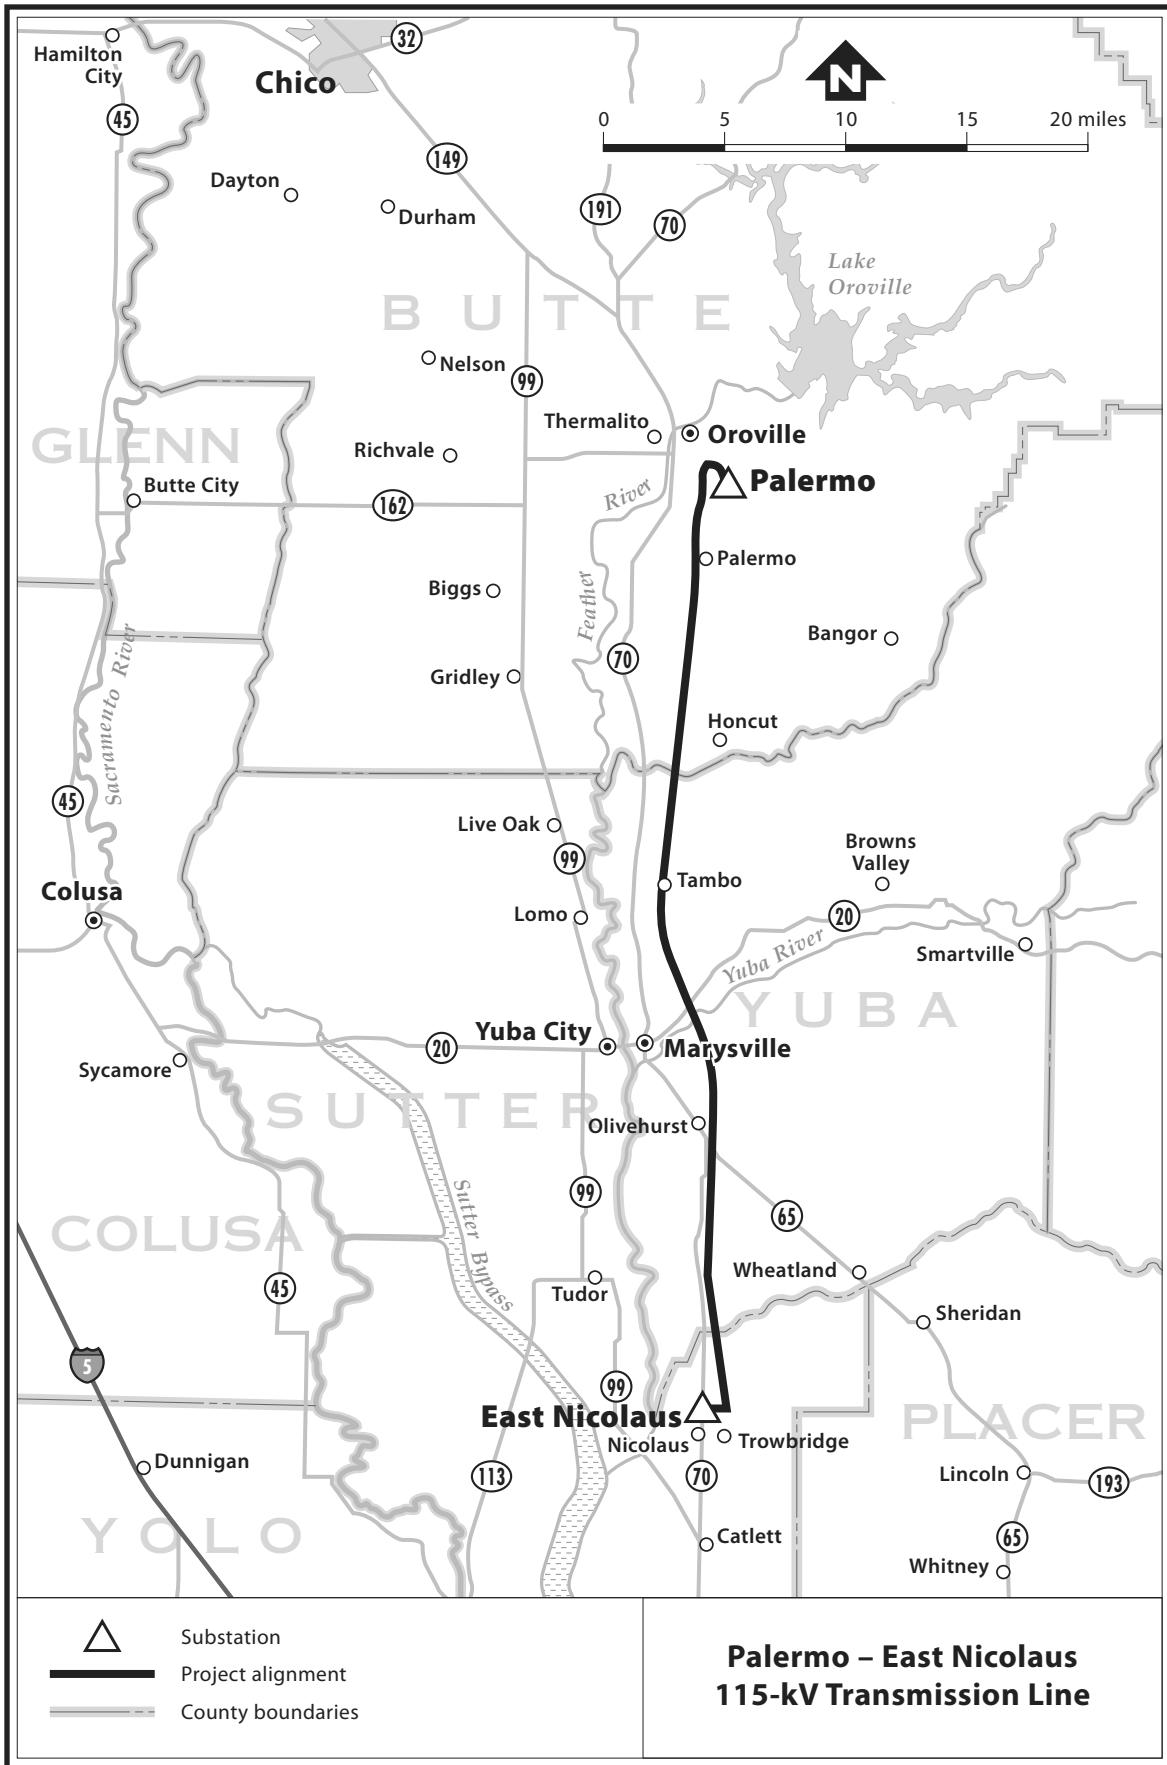 32
Hamilton
City
Chico
N
45
0 5 10 15 20 miles
149
Dayton
Durham
191
70
Lake
Oroville
BUTTE
Nelson
99
Thermalito
Oroville
GLENN
Richvale
Palermo
Butte City
River
162
Palermo
Biggs
Feather
Bangor
70
Sacramento River
Gridley
Honcut
45
Live Oak
Browns
Valley
99
Tambo
Colusa
Lomo
20
Smartville
Yuba River
YUBA
Yuba City
Marysville
20
Sycamore
SUTTER
Olivehurst
99
Sutter Bypass
65
COLUSA
Wheatland
45
Tudor
Sheridan
5
99
East Nicolaus
PLACER
Nicolaus
Trowbridge
Dunnigan
113
70
Lincoln
193
YOLO
Catlett
65
Whitney
Substation
Project alignment
County boundaries
Palermo – East Nicolaus
115-kV Transmission Line